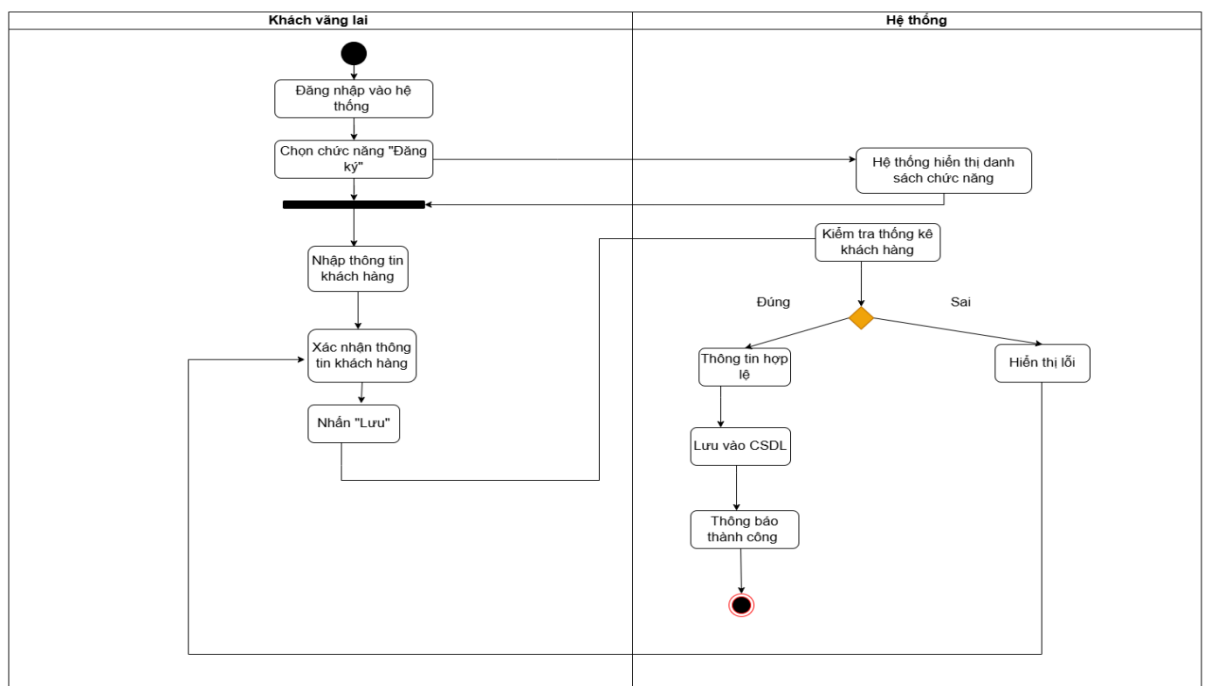 Khách vãng lai
Hệ thống
Đăng nhập vào hệ
thống
Chọn chức năng "Đăng
ký"
Hệ thống hiển thị danh
sách chức năng
Kiểm tra thống kê
khách hàng
Nhập thông tin
khách hàng
Đúng
Sai
Xác nhận thông
tin khách hàng
Thông tin hợp
lệ
Hiển thị lỗi
Nhấn "Lưu"
Lưu vào CSDL
Thông báo
thành công